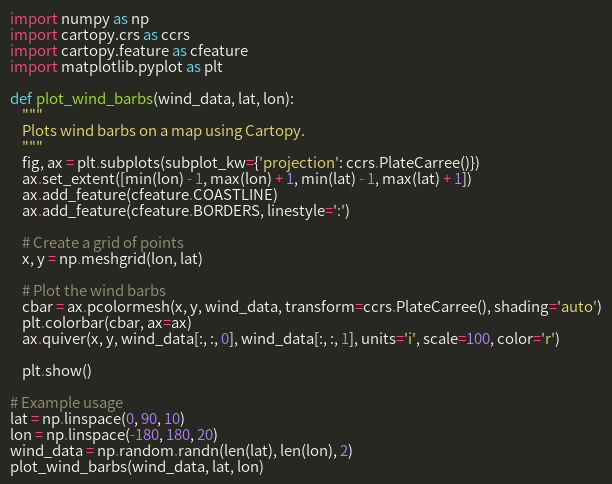 import numpy as np
import cartopy.crs as ccrs
import cartopy.feature as cfeature
import matplotlib.pyplot as plt

def plot_wind_barbs(wind_data, lat, lon):
    """
    Plots wind barbs on a map using Cartopy.
    """
    fig, ax = plt.subplots(subplot_kw={'projection': ccrs.PlateCarree()})
    ax.set_extent([min(lon) - 1, max(lon) + 1, min(lat) - 1, max(lat) + 1])
    ax.add_feature(cfeature.COASTLINE)
    ax.add_feature(cfeature.BORDERS, linestyle=':')

    # Create a grid of points
    x, y = np.meshgrid(lon, lat)

    # Plot the wind barbs
    cbar = ax.pcolormesh(x, y, wind_data, transform=ccrs.PlateCarree(), shading='auto')
    plt.colorbar(cbar, ax=ax)
    ax.quiver(x, y, wind_data[:, :, 0], wind_data[:, :, 1], units='i', scale=100, color='r')

    plt.show()

# Example usage
lat = np.linspace(0, 90, 10)
lon = np.linspace(-180, 180, 20)
wind_data = np.random.randn(len(lat), len(lon), 2)
plot_wind_barbs(wind_data, lat, lon)